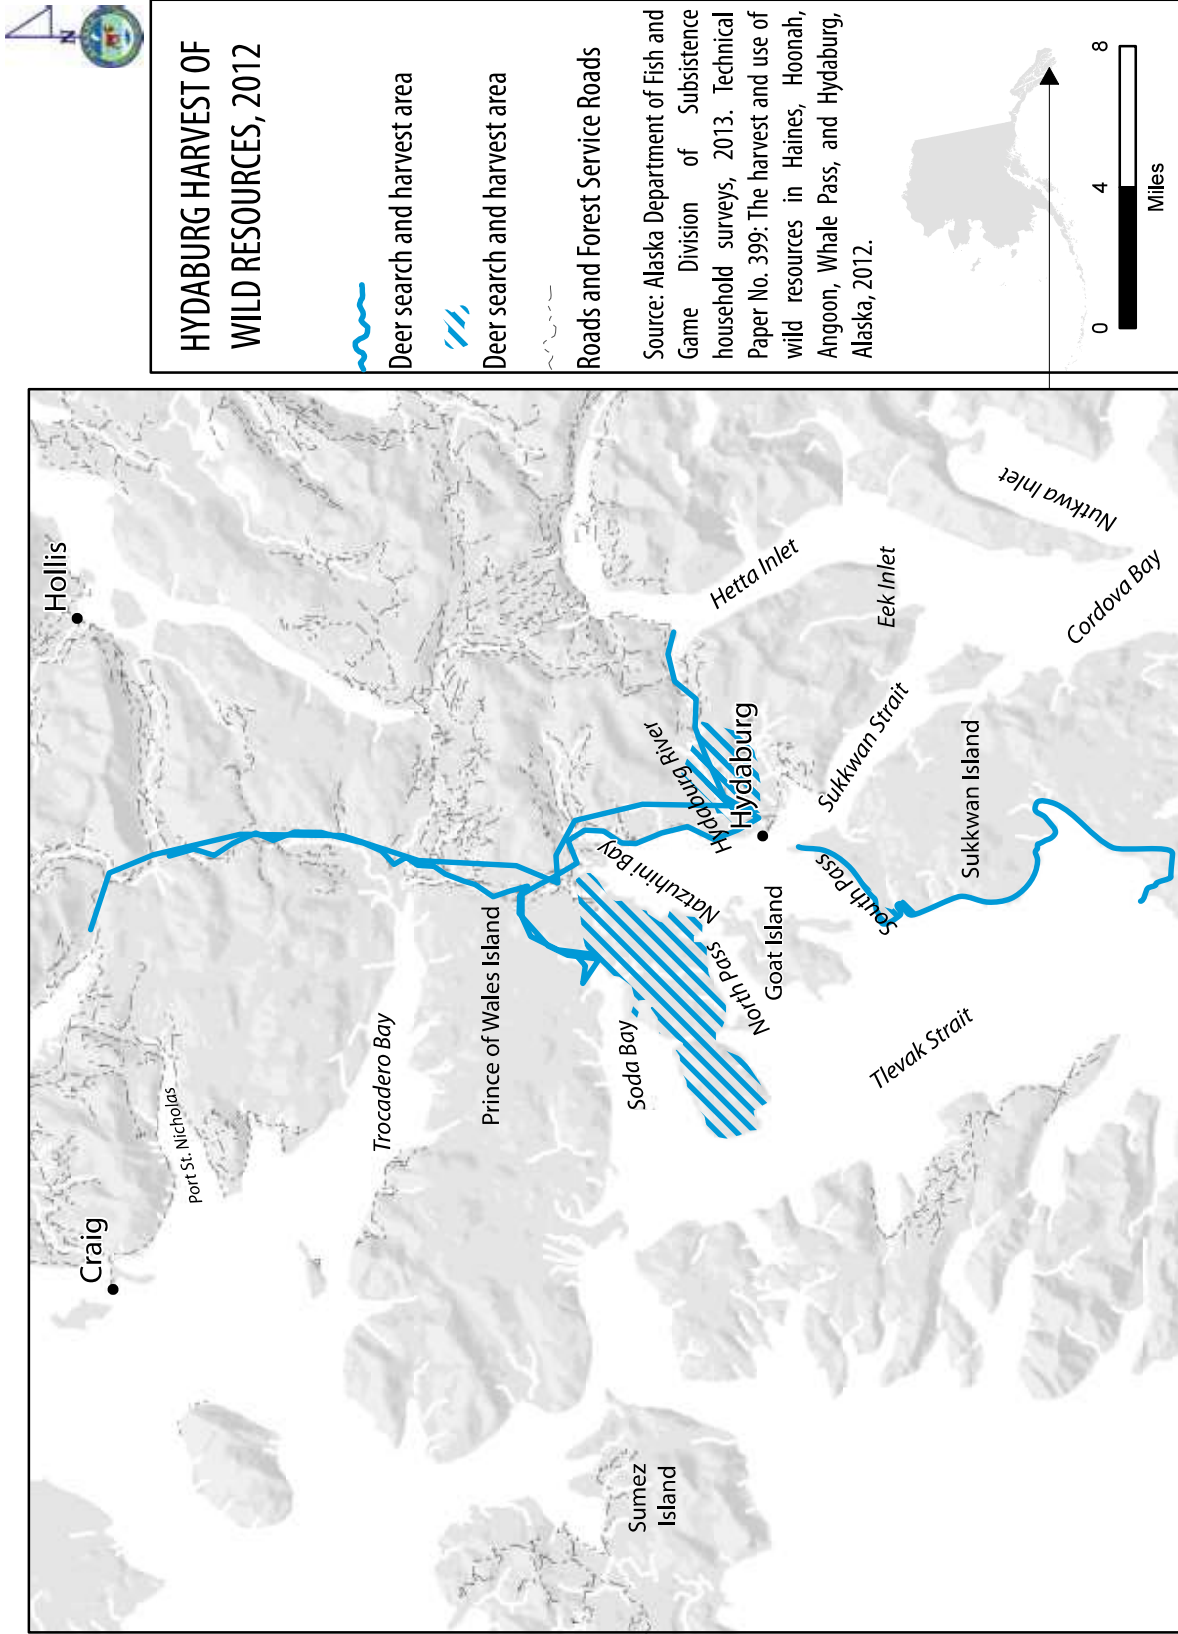 N
HYDABURG HARVEST OF
WILD RESOURCES, 2012
Deer search and harvest area
Deer search and harvest area
Roads and Forest Service Roads
Source: Alaska Department of Fish and
Game Division of Subsistence
household surveys, 2013. Technical
Paper No. 399: The harvest and use of
wild resources in Haines, Hoonah,
Angoon, Whale Pass, and Hydaburg,
Alaska, 2012.
0 4 8
Miles
Hollis
Craig
Port St. Nicholas
Trocadero Bay
Prince of Wales Island
Soda Bay
Natzuhini Bay
North Pass
Goat Island
Hydaburg River
Hydaburg
Hetta Inlet
Eek Inlet
Nutkwa Inlet
Cordova Bay
Sukkwan Strait
Sukkwan Island
South Pass
Tlevak Strait
Sumez
Island